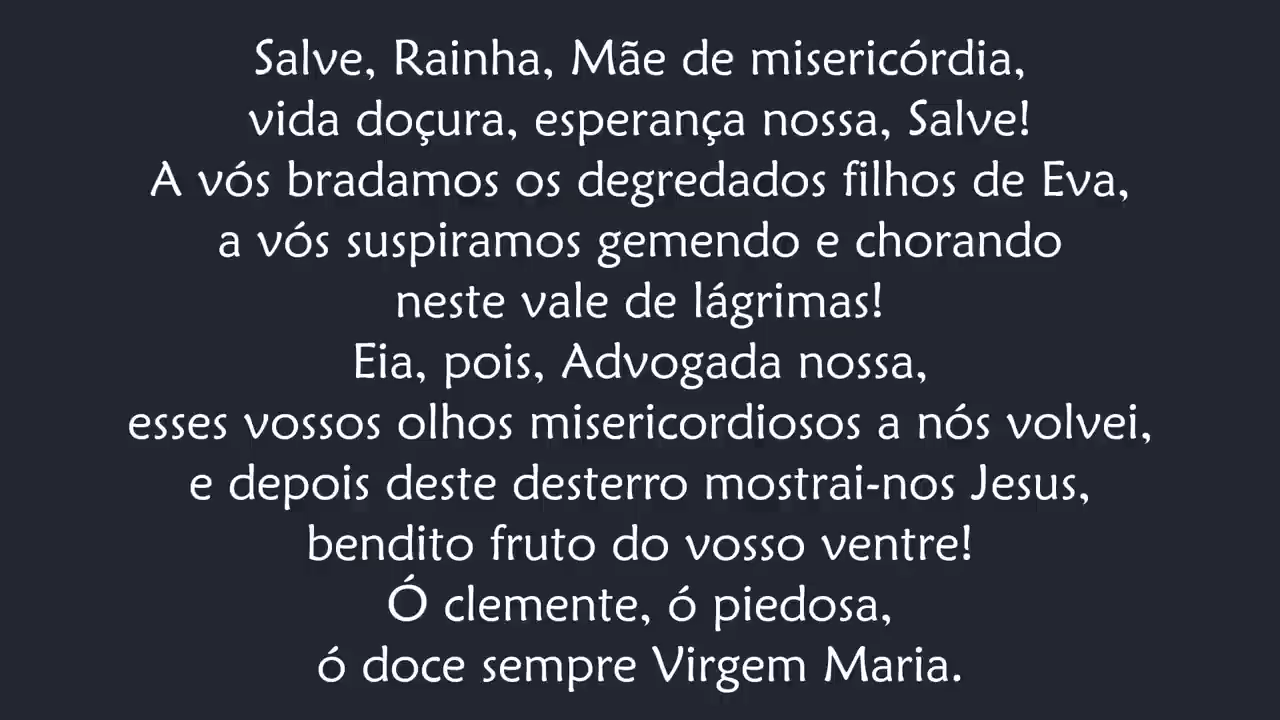 Salve, Rainha, Mãe de misericórdia,
vida doçura, esperança nossa, Salve!
A vós bradamos os degredados filhos de Eva,
a vós suspiramos gemendo e chorando
neste vale de lágrimas!
Eia, pois, Advogada nossa,
esses vossos olhos misericordiosos a nós volvei,
e depois deste desterro mostrai-nos Jesus,
bendito fruto do vosso ventre!
Ó clemente, ó piedosa,
ó doce sempre Virgem Maria.